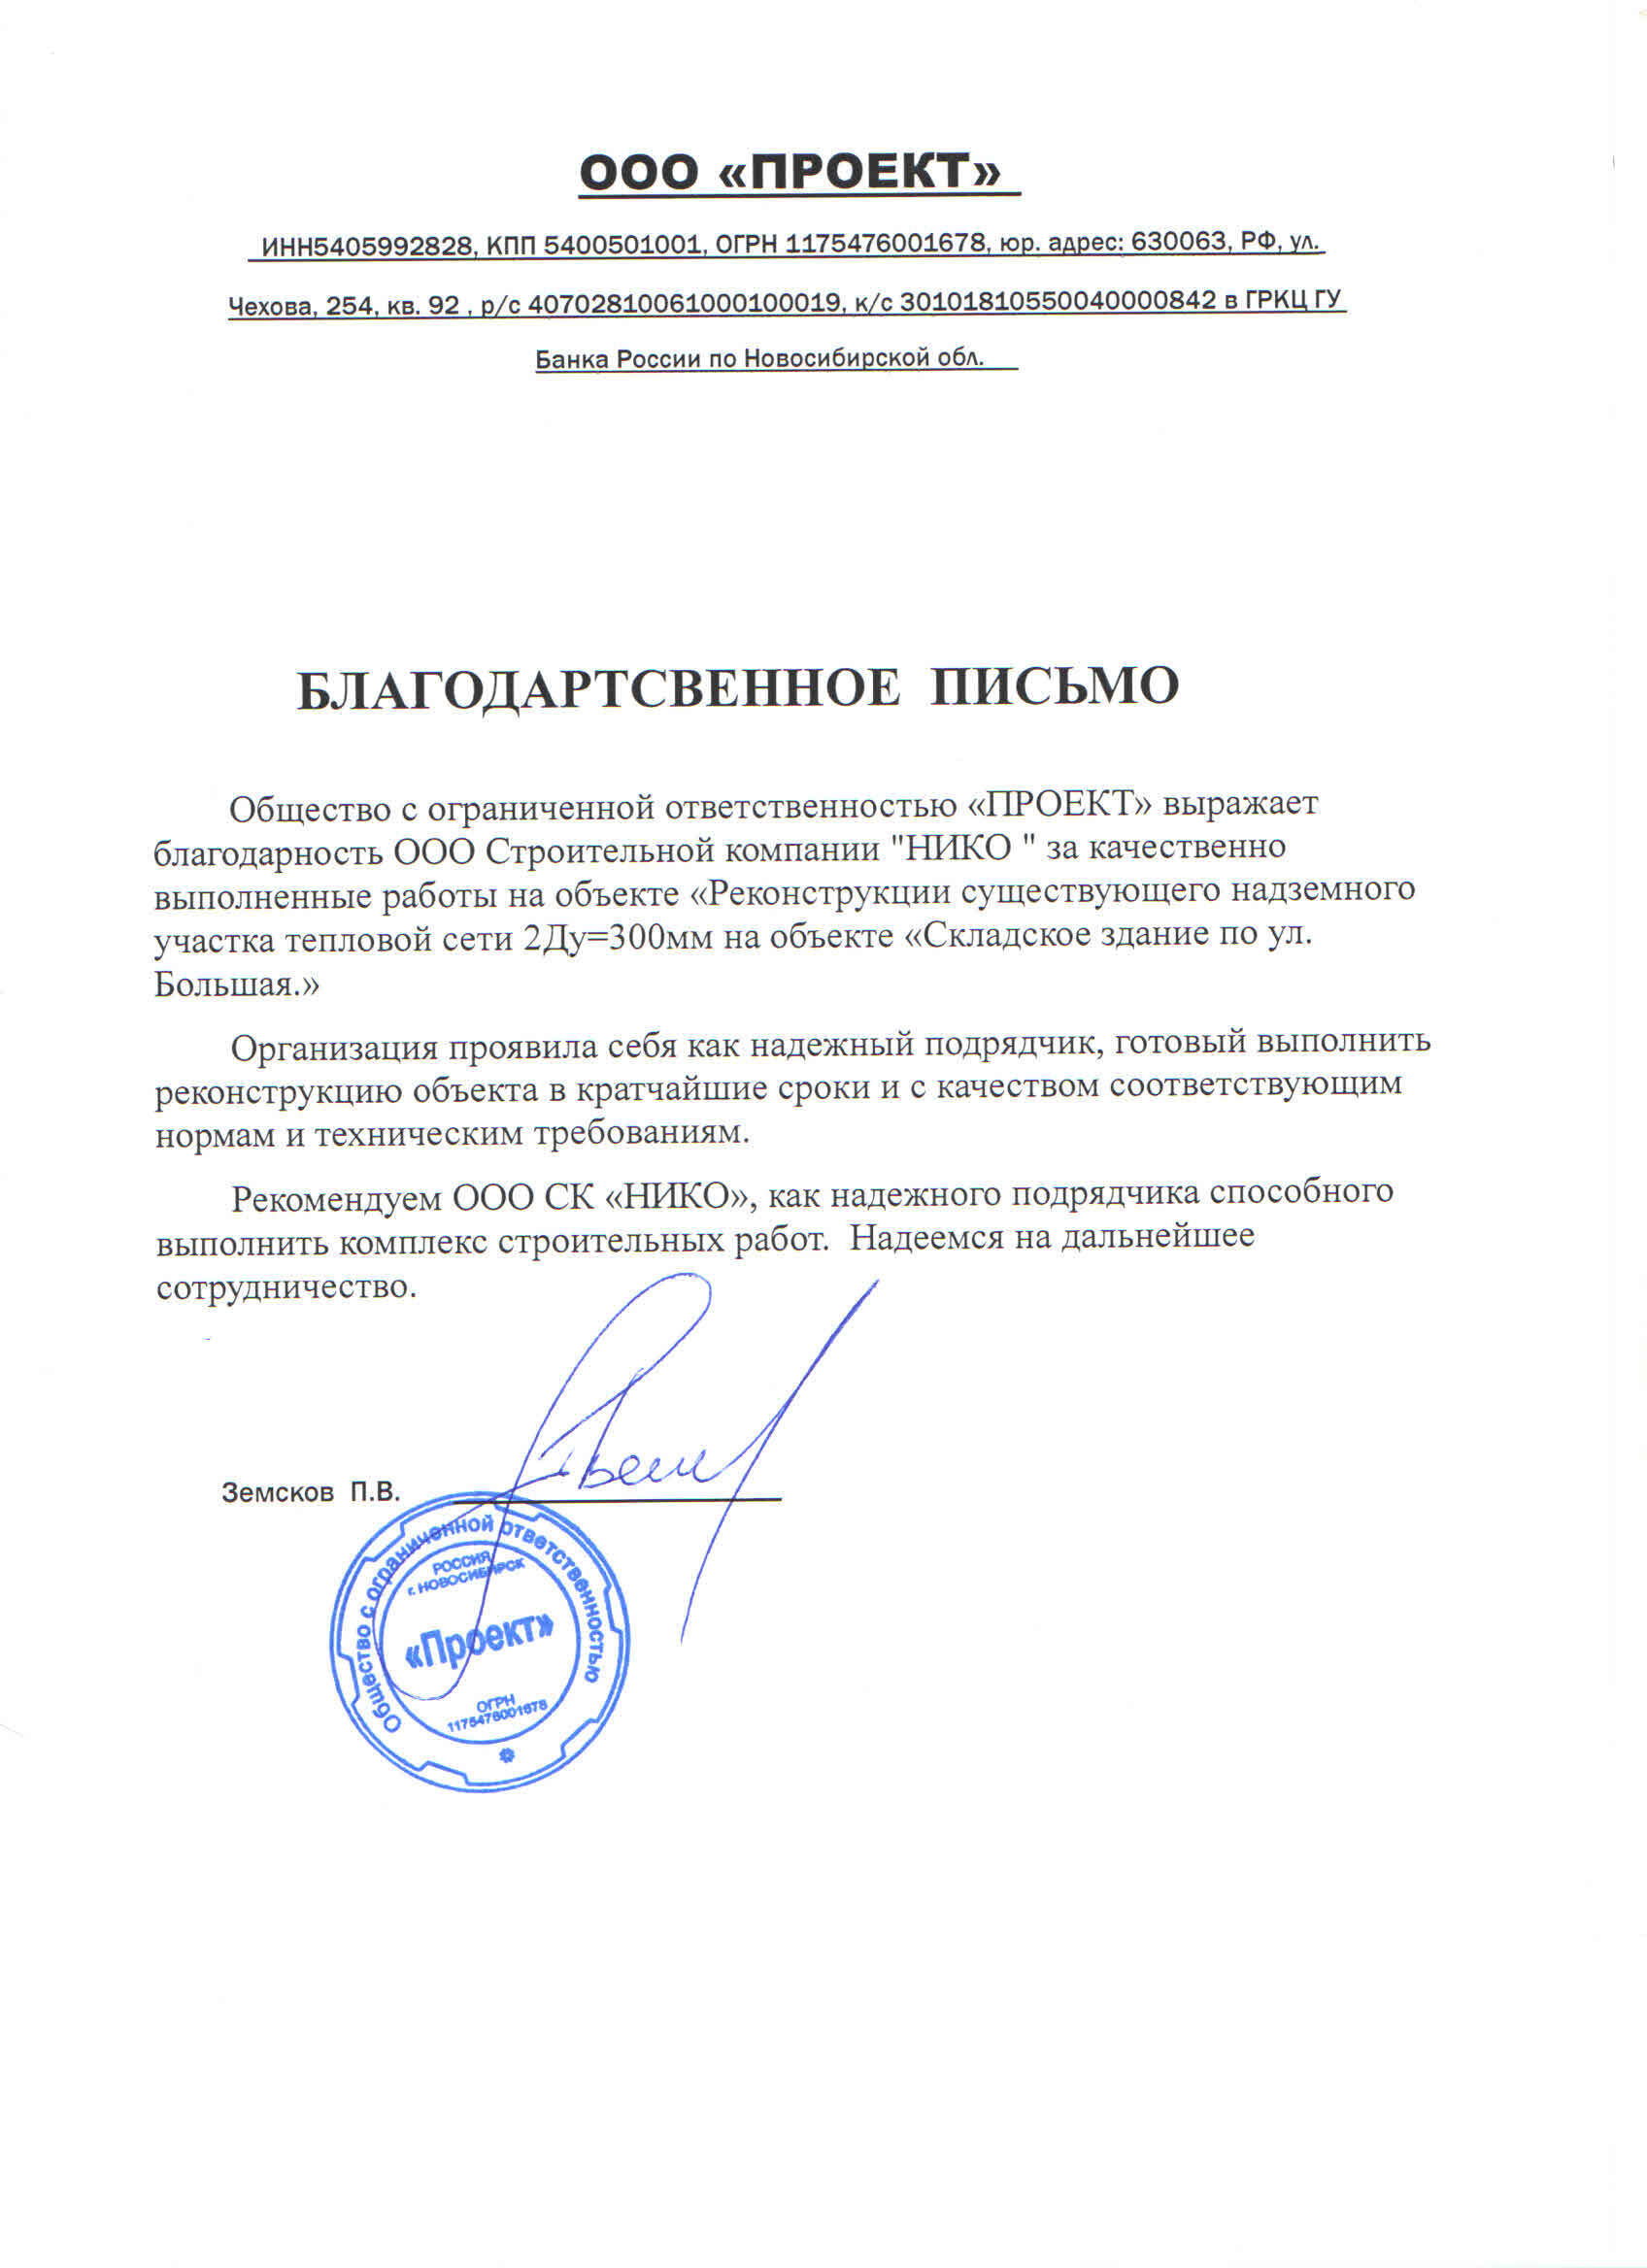 ООО «ПРОЕКТ»
ИНН5405992828, КПП 5400501001, ОГРН 1175476001678, юр. адрес: 630063, РФ, ул.
Чехова, 254, кв. 92 , р/с 40702810061000100019, к/с 30101810550040000842 в ГРКЦ ГУ
Банка России по Новосибирской обл.
БЛАГОДАРТСВЕННОЕ ПИСЬМО
Общество с ограниченной ответственностью «ПРОЕКТ» выражает
благодарность ООО Строительной компании "НИКО " за качественно
выполненные работы на объекте «Реконструкции существующего надземного
участка тепловой сети 2Ду=300мм на объекте «Складское здание по ул.
Большая.»
Организация проявила себя как надежный подрядчик, готовый выполнить
реконструкцию объекта в кратчайшие сроки и с качеством соответствующим
нормам и техническим требованиям.
Рекомендуем ООО СК «НИКО», как надежного подрядчика способного
выполнить комплекс строительных работ. Надеемся на дальнейшее
сотрудничество.
Земсков П.В.
Общество с ограниченной ответственностью
РОССИЯ
г. НОВОСИБИРСК
«Проект»
ОГРН
1175476001678